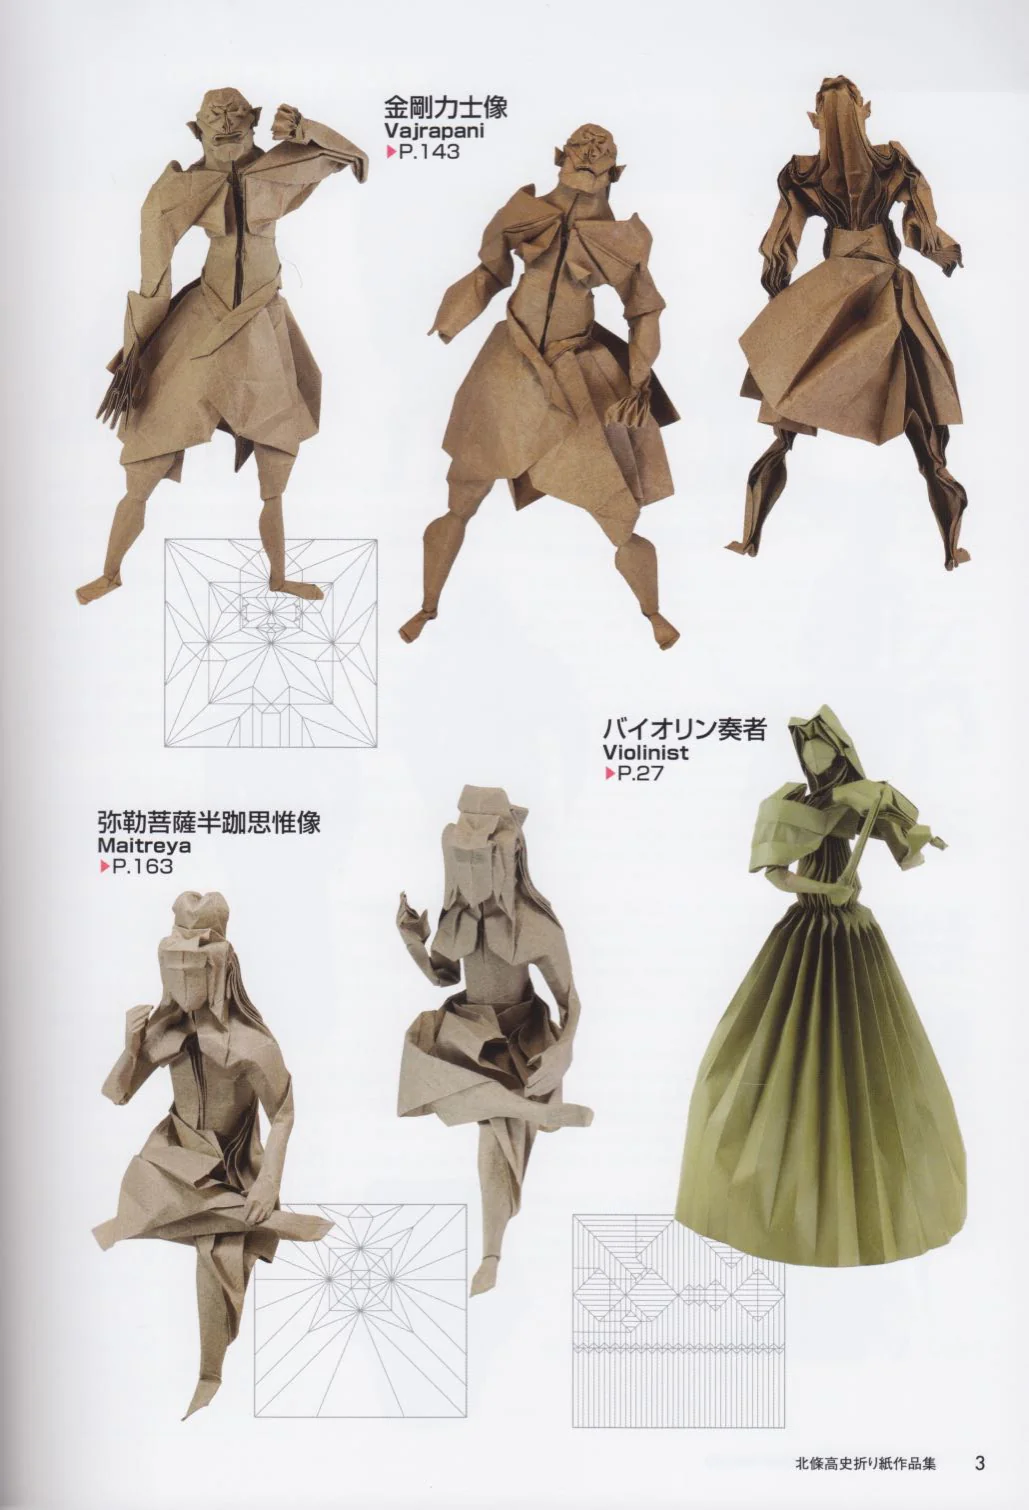 金剛力士像
Vajrapani
▶P.143
バイオリン奏者
Violinist
▶P.27
弥勒菩薩半跏思惟像
Maitreya
▶P.163
北條高史折り紙作品集 3